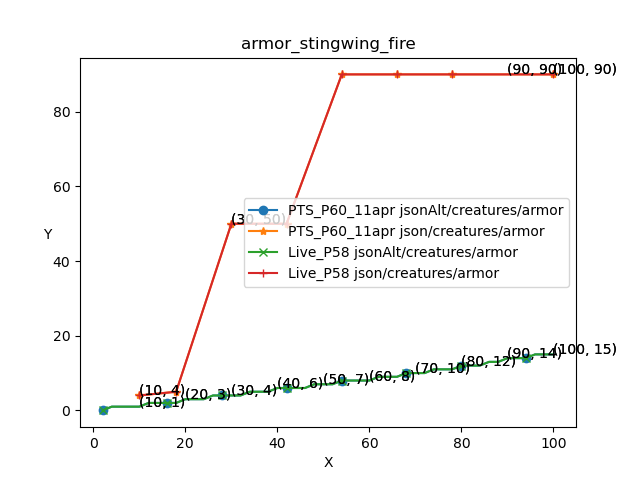 armor_stingwing_fire
(90, 90)
(100, 90)
80
60
(30, 50)
PTS_P60_11apr jsonAlt/creatures/armor
PTS_P60_11apr json/creatures/armor
Live_P58 jsonAlt/creatures/armor
Live_P58 json/creatures/armor
Y
40
20
(10, 4)
(10, 1)
(20, 3)
(30, 4)
(40, 6)
(50, 7)
(60, 8)
(70, 10)
(80, 12)
(90, 14)
(100, 15)
0
0 20 40 60 80 100
X